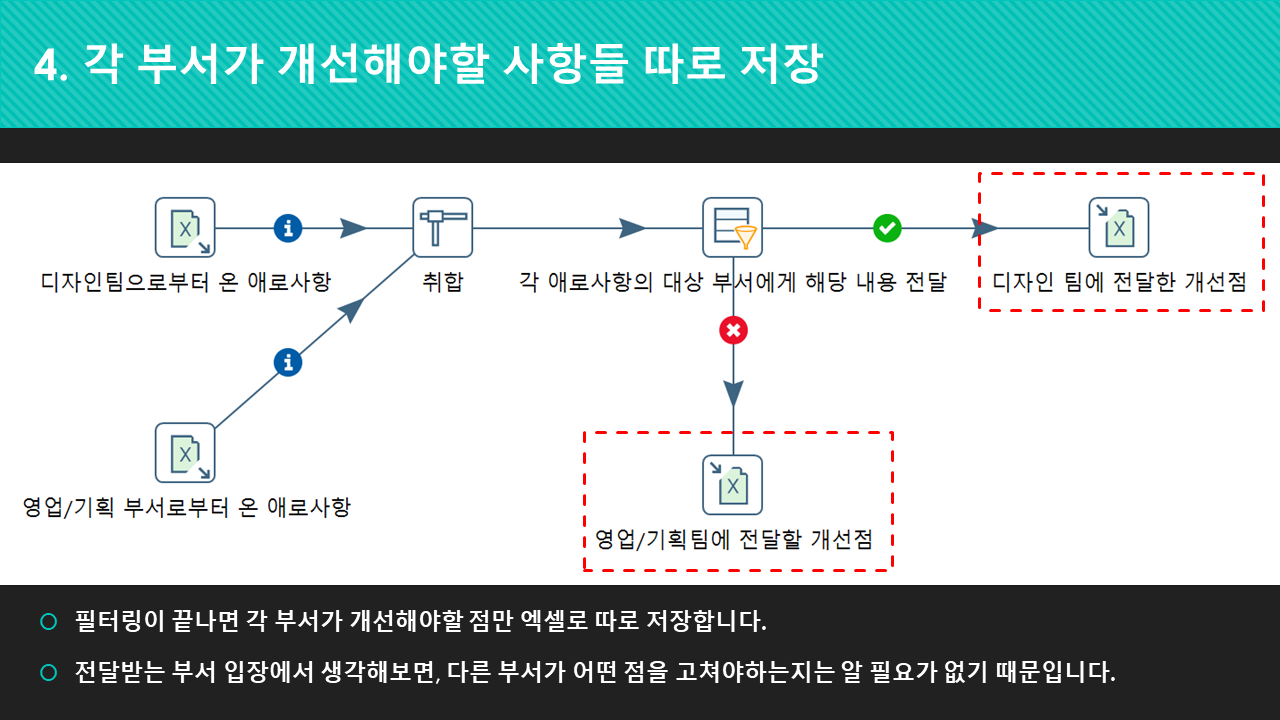 4. 각 부서가 개선해야할 사항들 따로 저장
디자인팀으로부터 온 애로사항
취합
각 애로사항의 대상 부서에게 해당 내용 전달
디자인 팀에 전달한 개선점
영업/기획 부서로부터 온 애로사항
영업/기획팀에 전달할 개선점
필터링이 끝나면 각 부서가 개선해야할 점만 엑셀로 따로 저장합니다.
전달받는 부서 입장에서 생각해보면, 다른 부서가 어떤 점을 고쳐야하는지는 알 필요가 없기 때문입니다.